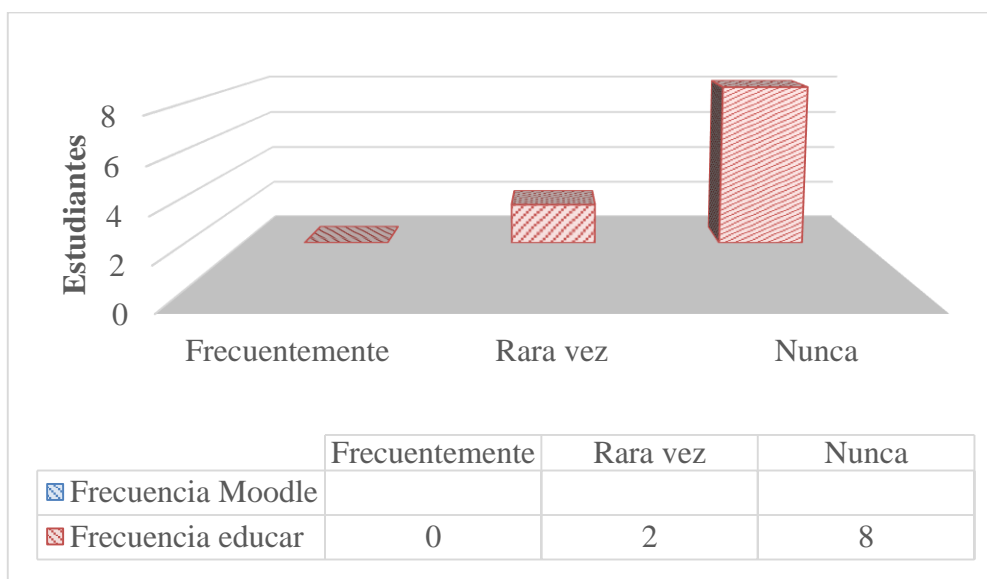 Estudiantes
8
6
4
2
0
Frecuentemente Rara vez Nunca
Frecuentemente Rara vez Nunca
Frecuencia Moodle
Frecuencia educar 0 2 8